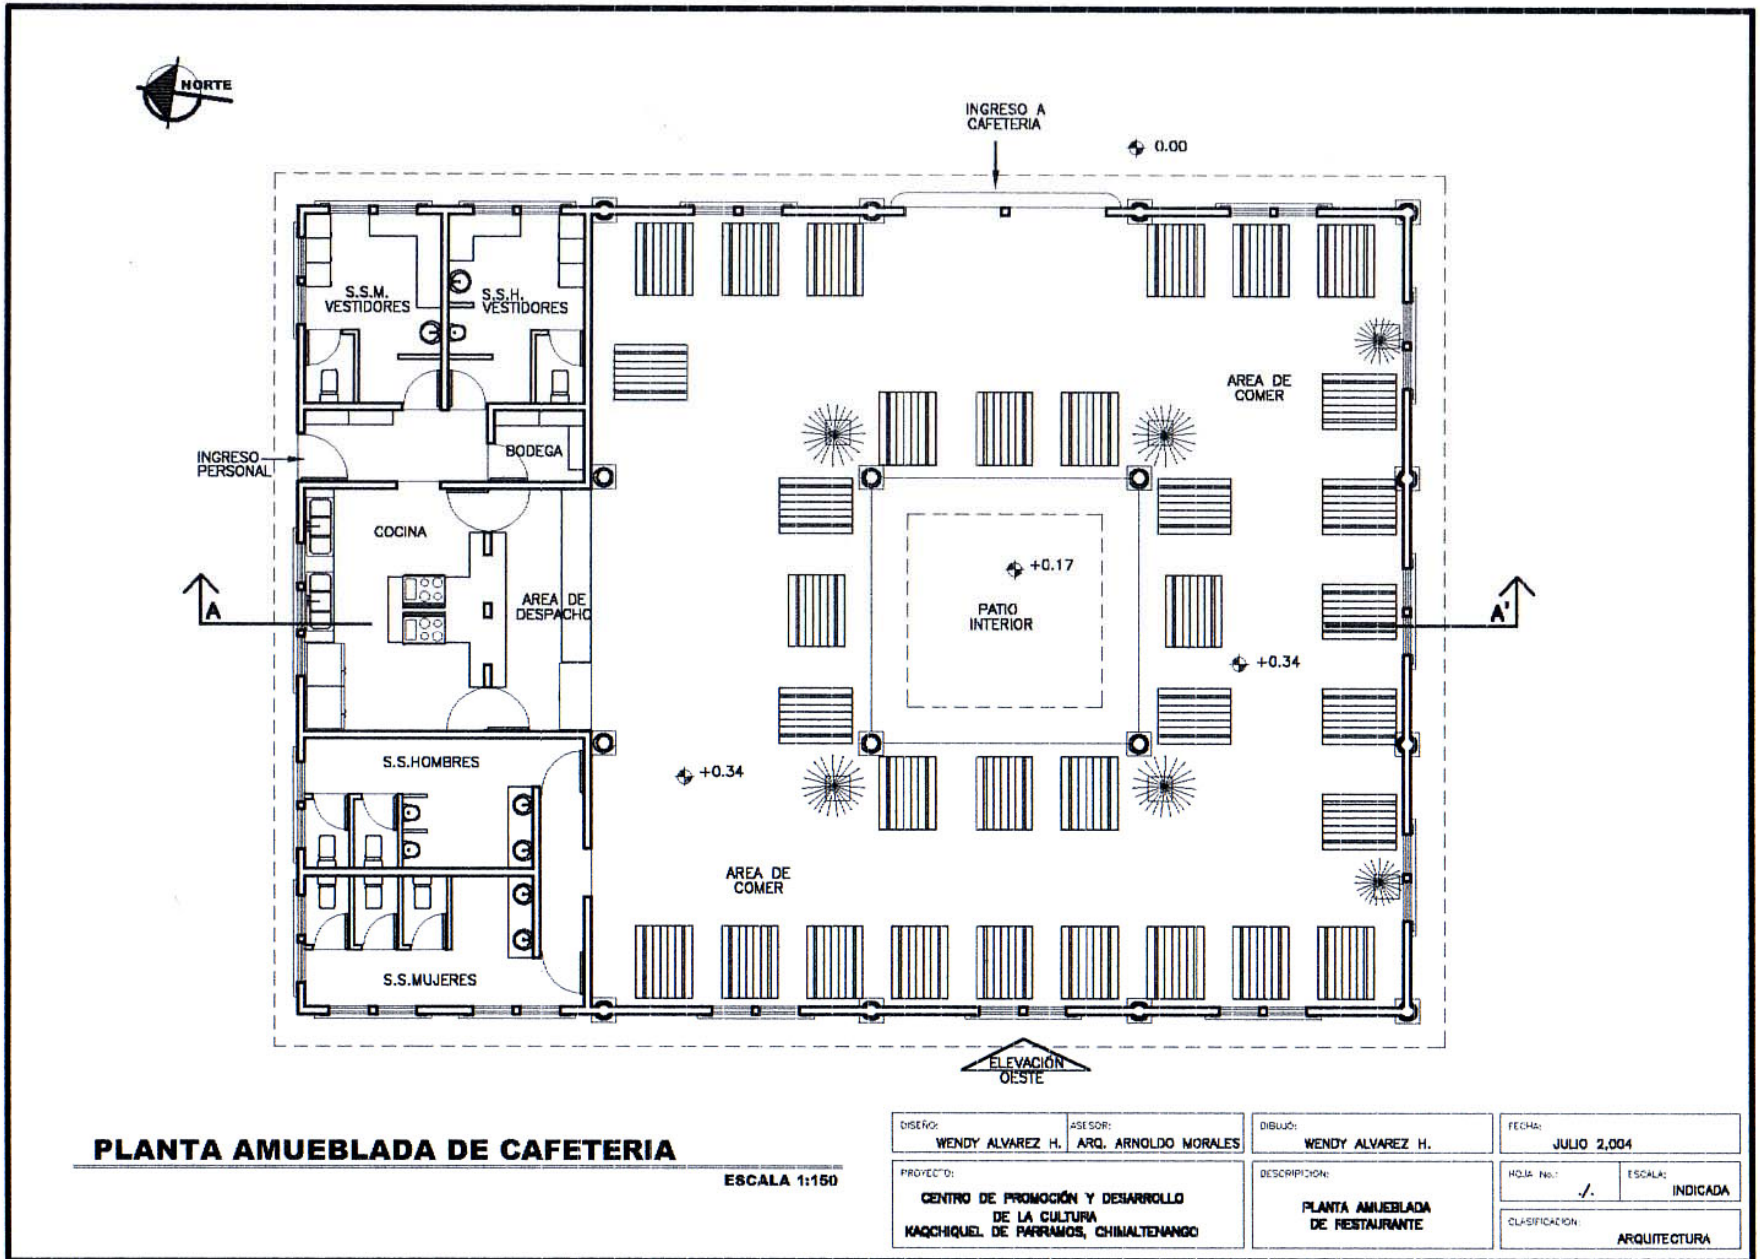 NORTE
INGRESO A
CAFETERIA
0.00
S.S.M.
VESTIDORES
S.S.H.
VESTIDORES
AREA DE
COMER
INGRESO
PERSONAL
BODEGA
COCINA
AREA DE
DESPACHO
+0.17
PATIO
INTERIOR
A
A'
+0.34
S.S.HOMBRES
+0.34
AREA DE
COMER
S.S.MUJERES
ELEVACIÓN
OESTE
PLANTA AMUEBLADA DE CAFETERIA
ESCALA 1:150
DISEÑO:
WENDY ALVAREZ H.
ASESOR:
ARQ. ARNOLDO MORALES
DIBUJO:
WENDY ALVAREZ H.
FECHA:
JULIO 2,004
PROYECTO:
CENTRO DE PROMOCIÓN Y DESARROLLO
DE LA CULTURA
KAQCHIQUEL DE PARRAMOS, CHIMALTENANGO
DESCRIPCION:
PLANTA AMUEBLADA
DE RESTAURANTE
HOJA No.:
./.
ESCALA:
INDICADA
CLASIFICACION:
ARQUITECTURA